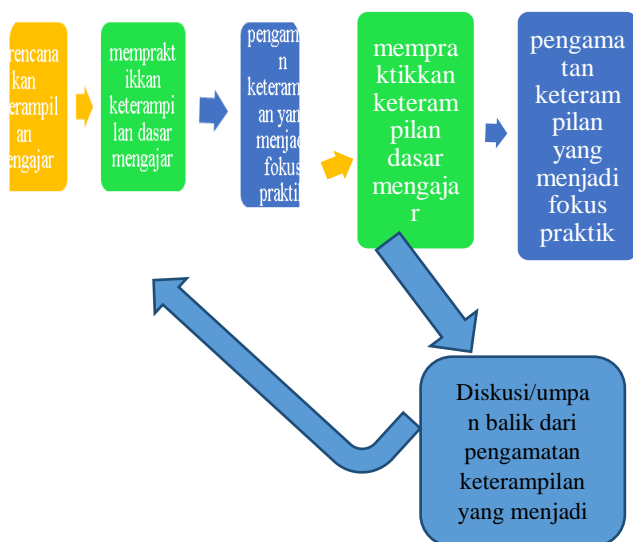 rencana
kan
erampil
an
engajar
memprakt
ikkan
keterampi
lan dasar
mengajar
pengam
n
keteram
an yan
menjad
fokus
praktik
mempra
ktikkan
keteram
pilan
dasar
mengaja
r
pengama
tan
keteram
pilan
yang
menjadi
fokus
praktik
Diskusi/umpa
n balik dari
pengamatan
keterampilan
yang menjadi